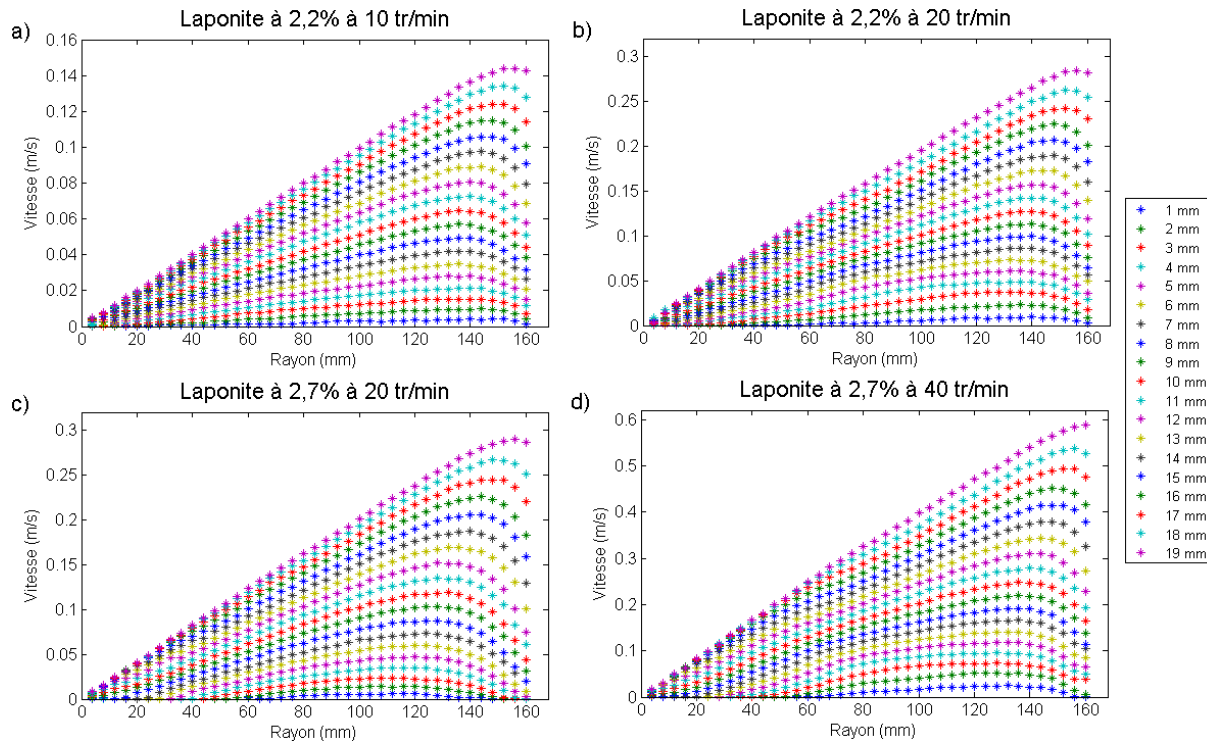 Laponite à 2,2% à 10 tr/min
a)
0.16
0.14
0.12
0.1
0.08
0.06
0.04
0.02
0
Vitesse (m/s)
0 20 40 60 80 100 120 140 160
Rayon (mm)
Laponite à 2,2% à 20 tr/min
b)
0.3
0.25
0.2
0.15
0.1
0.05
0
Vitesse (m/s)
0 20 40 60 80 100 120 140 160
Rayon (mm)
Laponite à 2,7% à 20 tr/min
c)
0.3
0.25
0.2
0.15
0.1
0.05
0
Vitesse (m/s)
0 20 40 60 80 100 120 140 160
Rayon (mm)
Laponite à 2,7% à 40 tr/min
d)
0.6
0.5
0.4
0.3
0.2
0.1
0
Vitesse (m/s)
0 20 40 60 80 100 120 140 160
Rayon (mm)
1 mm
2 mm
3 mm
4 mm
5 mm
6 mm
7 mm
8 mm
9 mm
10 mm
11 mm
12 mm
13 mm
14 mm
15 mm
16 mm
17 mm
18 mm
19 mm